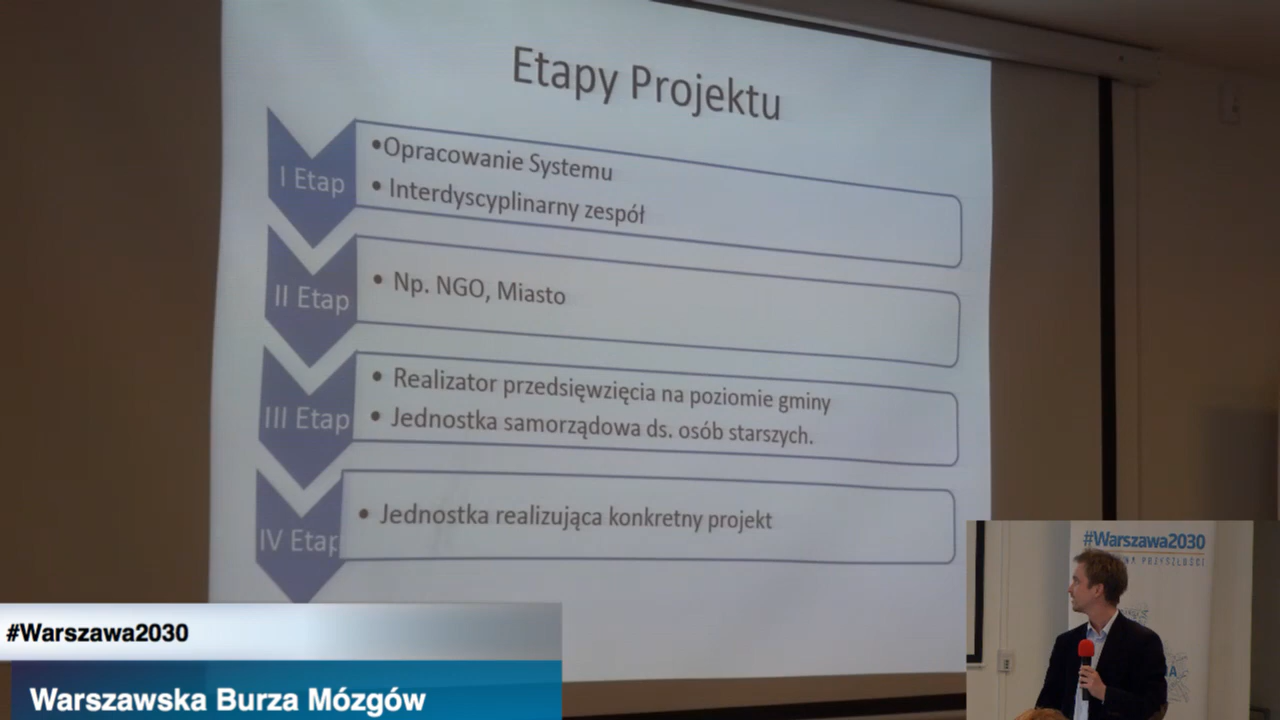 Etapy Projektu
I Etap
•Opracowanie Systemu
• Interdyscyplinarny zespół
II Etap
• Np. NGO, Miasto
III Etap
• Realizator przedsięwzięcia na poziomie gminy
• Jednostka samorządowa ds. osób starszych.
IV Etap
• Jednostka realizująca konkretny projekt
#Warszawa2030
#Warszawa2030
Warszawska Burza Mózgów